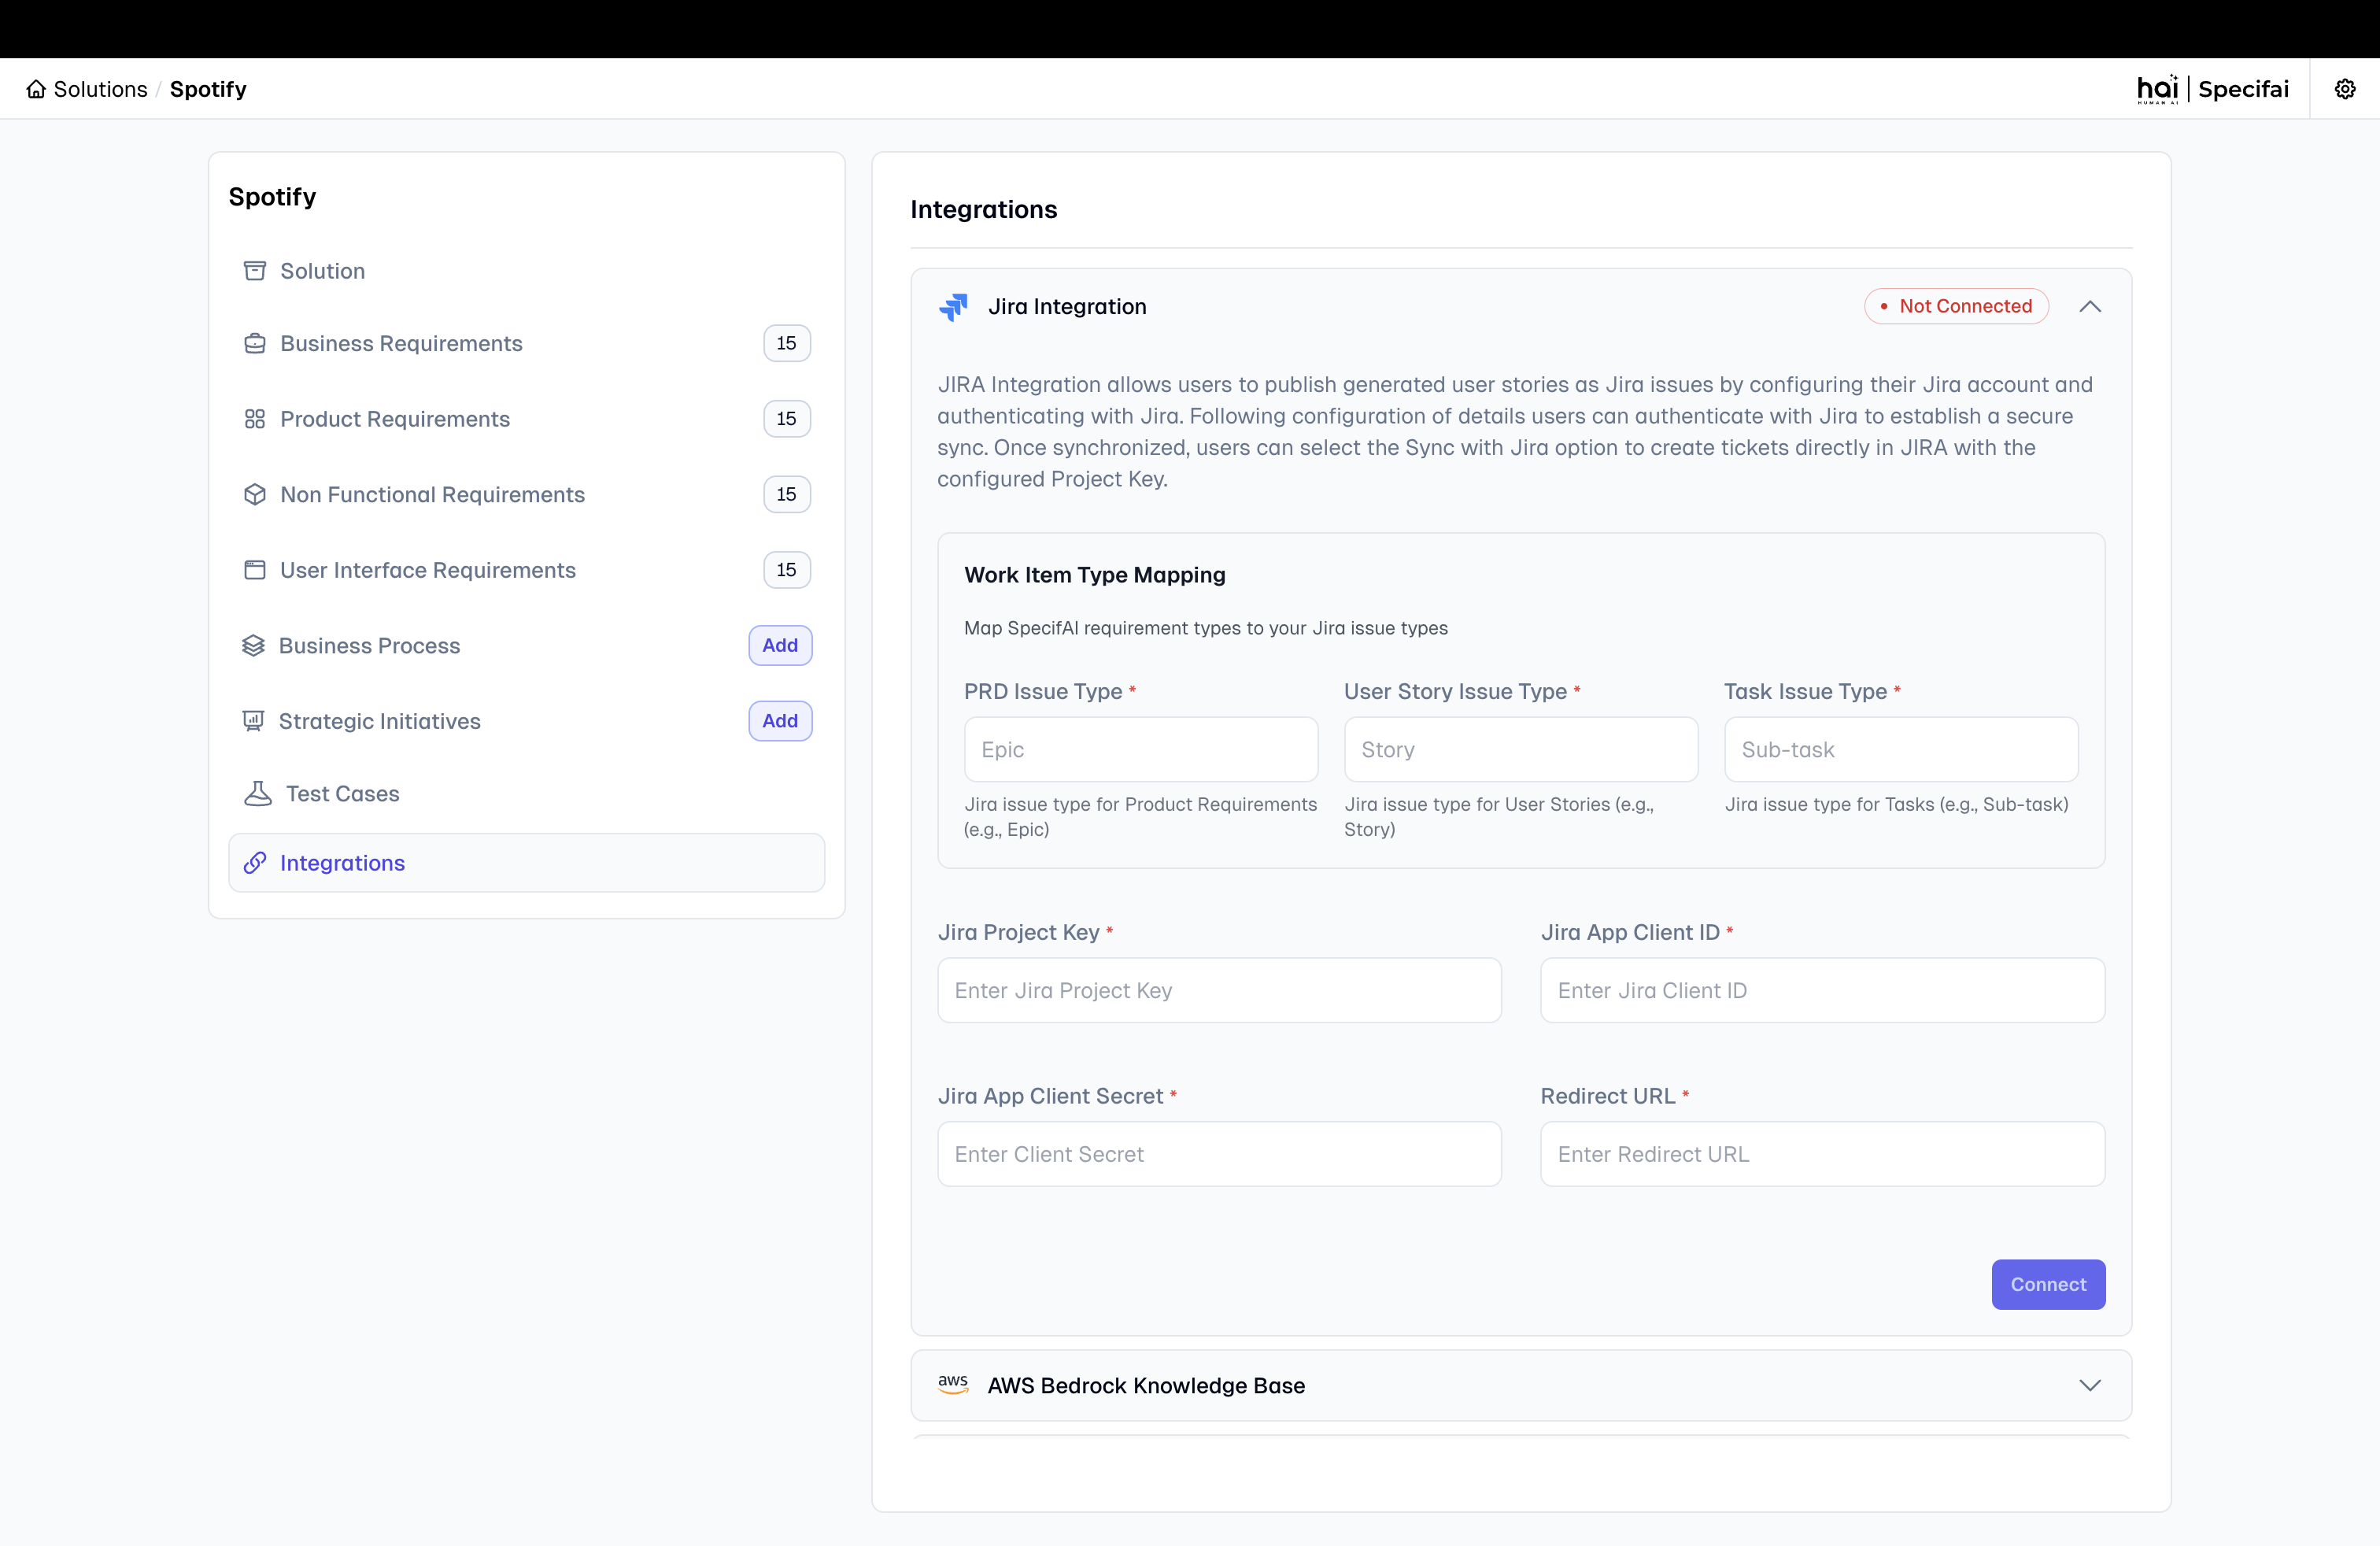 Solutions / Spotify
hai
HUMAN AI
Specifai
Spotify
Solution
Business Requirements
15
Product Requirements
15
Non Functional Requirements
15
User Interface Requirements
15
Business Process
Add
Strategic Initiatives
Add
Test Cases
Integrations
Integrations
Jira Integration
Not Connected
JIRA Integration allows users to publish generated user stories as Jira issues by configuring their Jira account and
authenticating with Jira. Following configuration of details users can authenticate with Jira to establish a secure
sync. Once synchronized, users can select the Sync with Jira option to create tickets directly in JIRA with the
configured Project Key.
Work Item Type Mapping
Map SpecifAI requirement types to your Jira issue types
PRD Issue Type *
Epic
Jira issue type for Product Requirements
(e.g., Epic)
User Story Issue Type *
Story
Jira issue type for User Stories (e.g.,
Story)
Task Issue Type *
Sub-task
Jira issue type for Tasks (e.g., Sub-task)
Jira Project Key *
Enter Jira Project Key
Jira App Client ID *
Enter Jira Client ID
Jira App Client Secret *
Enter Client Secret
Redirect URL *
Enter Redirect URL
Connect
aws
AWS Bedrock Knowledge Base